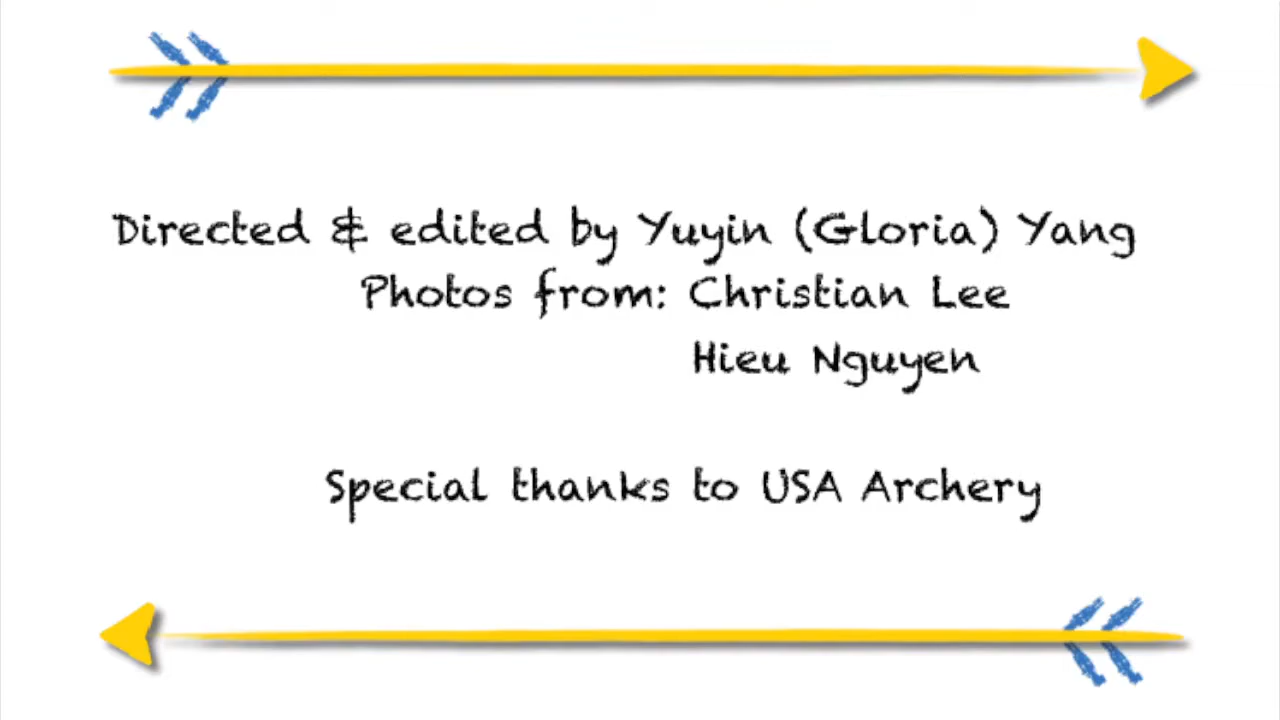 Directed & edited by Yuyin (Gloria) Yang
Photos from: Christian Lee
Hieu Nguyen
Special thanks to USA Archery